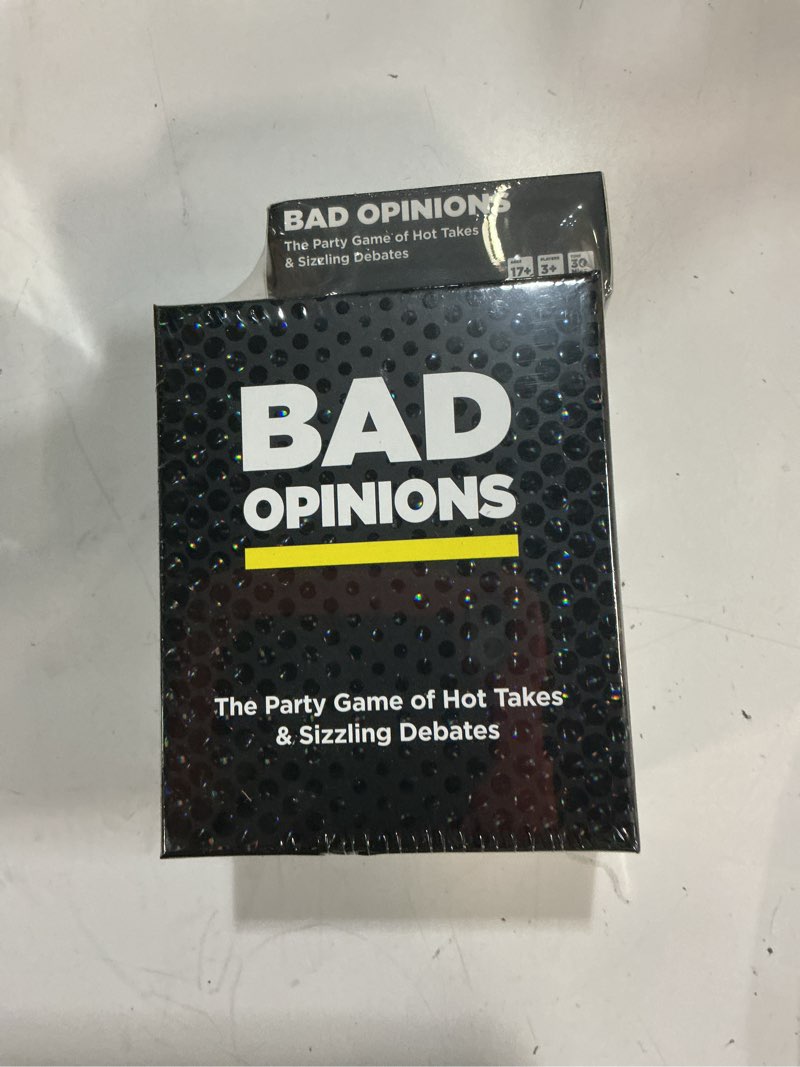 BAD OPINIONS
The Party Game of Hot Takes
& Sizzling Debates
17+ 3+ 30
BAD
OPINIONS
The Party Game of Hot Takes
& Sizzling Debates